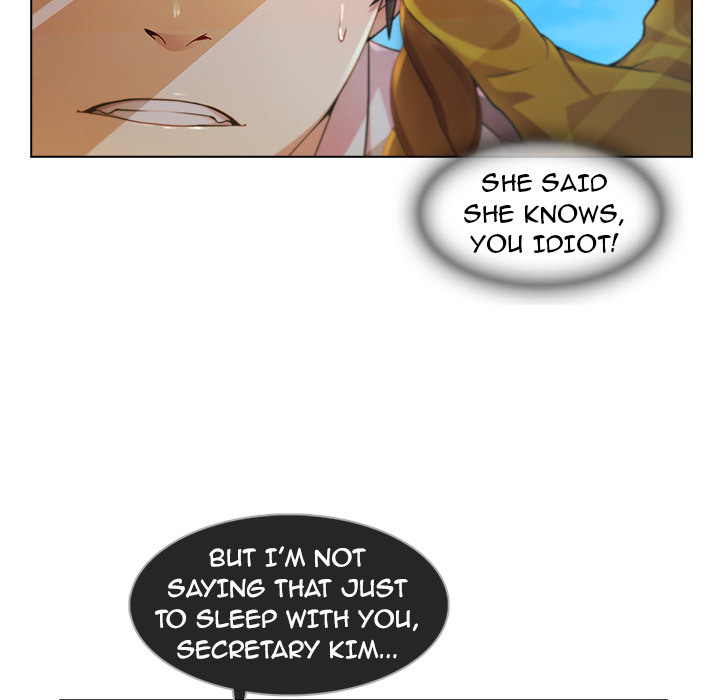 SHE SAID
SHE KNOWS,
YOU IDIOT!
BUT I'M NOT
SAYING THAT JUST
TO SLEEP WITH YOU,
SECRETARY KIM...